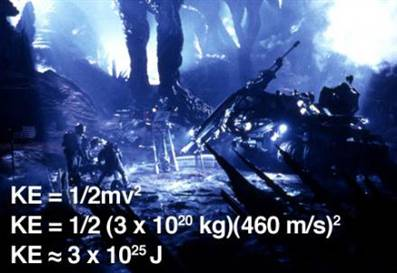 KE = 1/2mv²
KE = 1/2 (3 x 10²⁰ kg)(460 m/s)²
KE ≈ 3 x 10²⁵ J